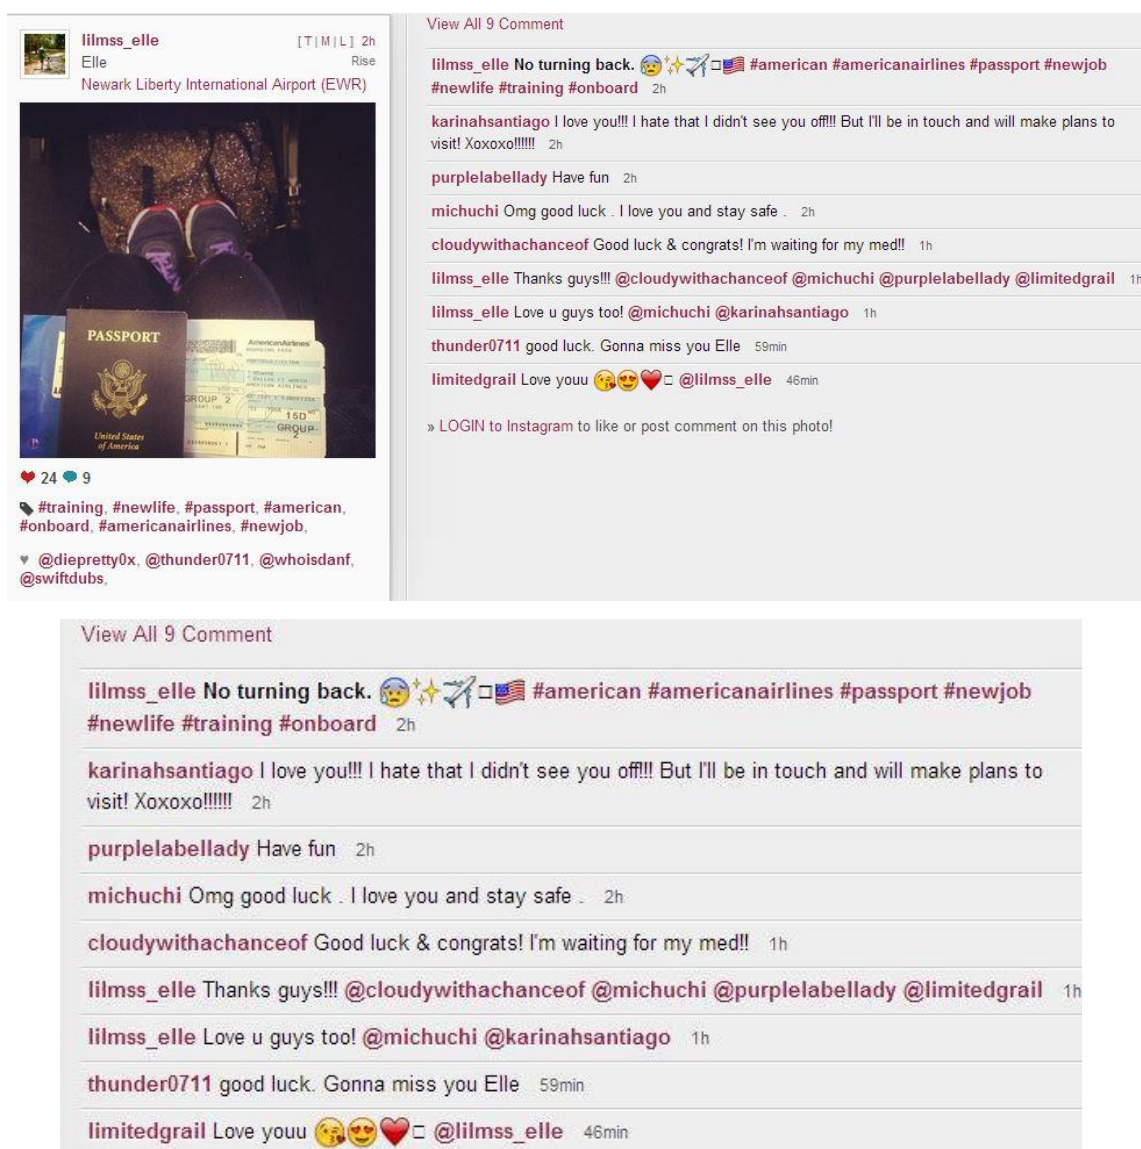 lilmss_elle [T|M|L] 2h
Elle Rise
Newark Liberty International Airport (EWR)
PASSPORT
United States
of America
AmericanAirlines
BOARDING PASS
DALLAS FT WORTH
AMERICAN AIRLINES
GROUP 2
15D
GROUP
24 9
#training, #newlife, #passport, #american,
#onboard, #americanairlines, #newjob,
♥ @diepretty0x, @thunder0711, @whoisdanf,
@swiftdubs,
View All 9 Comment
lilmss_elle No turning back. 😰✨✈️□🇺🇸 #american #americanairlines #passport #newjob
#newlife #training #onboard 2h
karinahsantiago I love you!!! I hate that I didn't see you off!!! But I'll be in touch and will make plans to
visit! Xoxoxo!!!!!! 2h
purplelabellady Have fun 2h
michuchi Omg good luck . I love you and stay safe . 2h
cloudywithachanceof Good luck & congrats! I'm waiting for my med!! 1h
lilmss_elle Thanks guys!!! @cloudywithachanceof @michuchi @purplelabellady @limitedgrail 1h
lilmss_elle Love u guys too! @michuchi @karinahsantiago 1h
thunder0711 good luck. Gonna miss you Elle 59min
limitedgrail Love youu 😘😍❤️□ @lilmss_elle 46min
» LOGIN to Instagram to like or post comment on this photo!
View All 9 Comment
lilmss_elle No turning back. 😰✨✈️□🇺🇸 #american #americanairlines #passport #newjob
#newlife #training #onboard 2h
karinahsantiago I love you!!! I hate that I didn't see you off!!! But I'll be in touch and will make plans to
visit! Xoxoxo!!!!!! 2h
purplelabellady Have fun 2h
michuchi Omg good luck . I love you and stay safe . 2h
cloudywithachanceof Good luck & congrats! I'm waiting for my med!! 1h
lilmss_elle Thanks guys!!! @cloudywithachanceof @michuchi @purplelabellady @limitedgrail 1h
lilmss_elle Love u guys too! @michuchi @karinahsantiago 1h
thunder0711 good luck. Gonna miss you Elle 59min
limitedgrail Love youu 😘😍❤️□ @lilmss_elle 46min